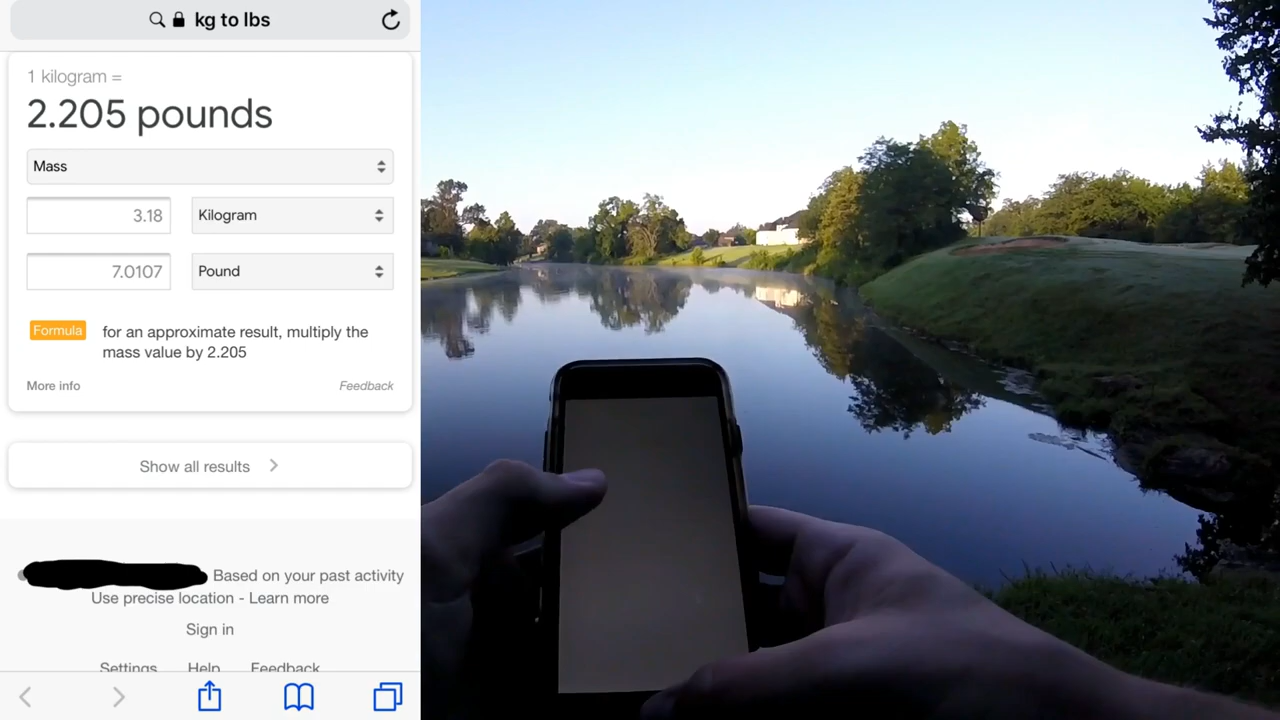 kg to lbs
1 kilogram =
2.205 pounds
Mass
3.18 Kilogram
7.0107 Pound
Formula for an approximate result, multiply the
mass value by 2.205
More info Feedback
Show all results
Based on your past activity
Use precise location - Learn more
Sign in
Settings Help Feedback